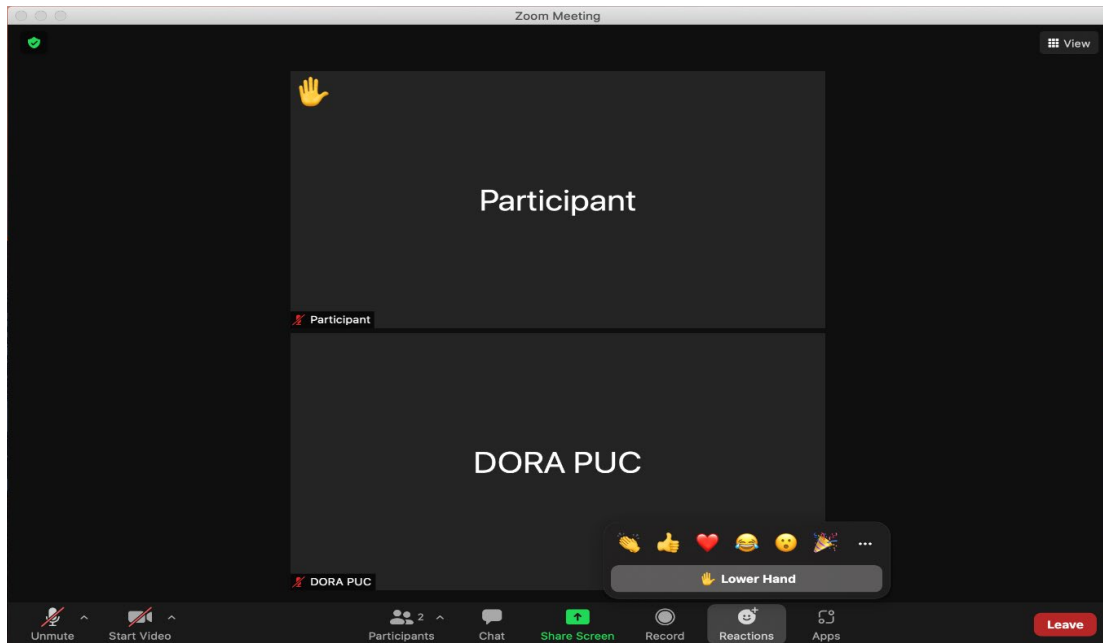 Zoom Meeting
View
Participant
Participant
DORA PUC
DORA PUC
Lower Hand
Unmute
Start Video
2
Participants
Chat
Share Screen
Record
Reactions
Apps
Leave